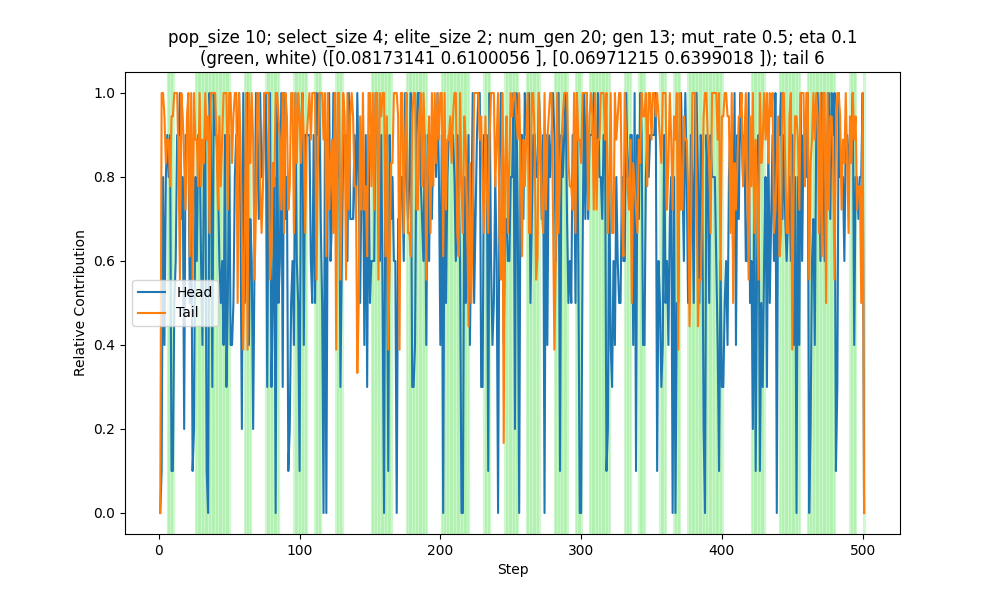 pop_size 10; select_size 4; elite_size 2; num_gen 20; gen 13; mut_rate 0.5; eta 0.1
(green, white) ([0.08173141 0.6100056 ], [0.06971215 0.6399018 ]); tail 6
1.0
0.8
0.6
0.4
0.2
0.0
Relative Contribution
Head
Tail
0
100
200
300
400
500
Step